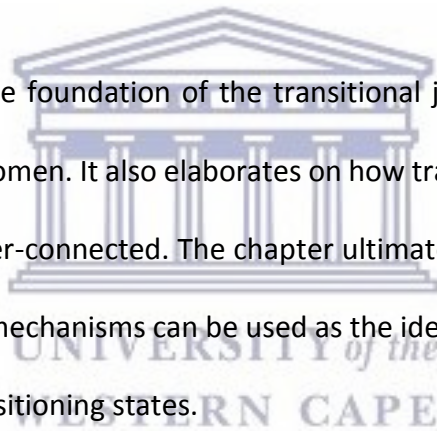 e foundation of the transitional j
omen. It also elaborates on how tra
er-connected. The chapter ultimate
mechanisms can be used as the ide
UNIVERSITY of the
sitioning states.
WESTERN CAPE